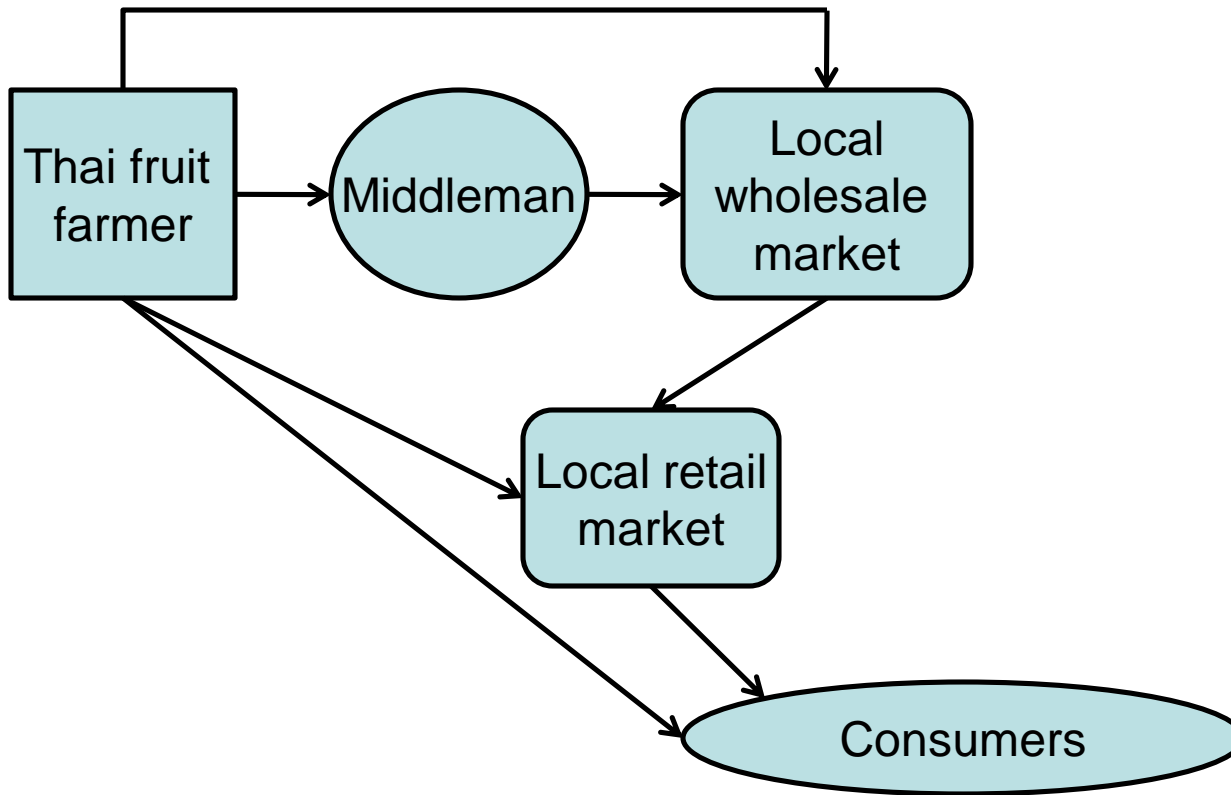 Thai fruit
farmer
Middleman
Local
wholesale
market
Local retail
market
Consumers